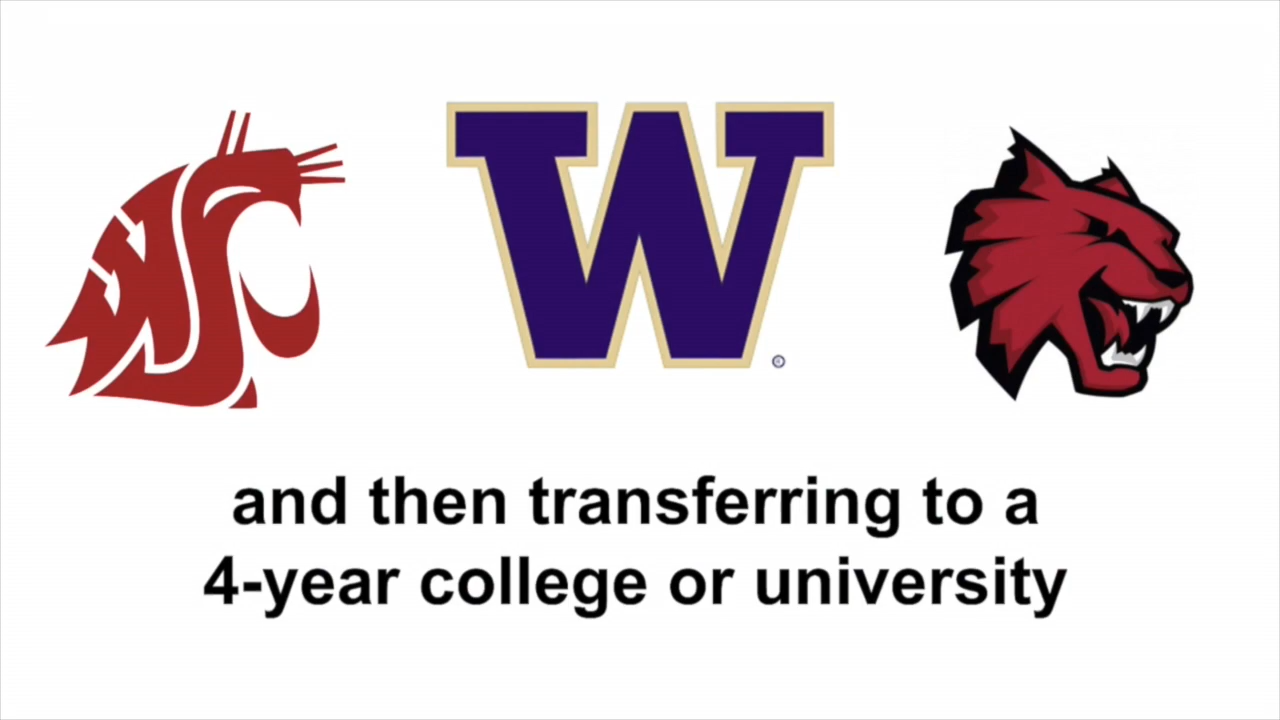 W
and then transferring to a
4-year college or university